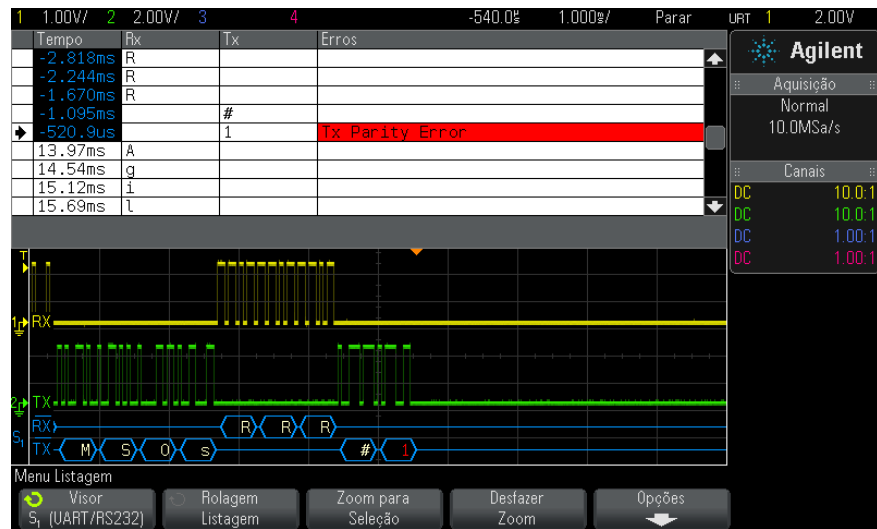 1 1.00V/ 2 2.00V/ 3 4 -540.0µs 1.000ms/ Parar URT 1 2.00V
Tempo Rx Tx Erros
-2.818ms R
-2.244ms R
-1.670ms R
-1.095ms #
-520.9us 1 Tx Parity Error
13.97ms A
14.54ms g
15.12ms i
15.69ms l
Agilent
Aquisição
Normal
10.0MSa/s
Canais
DC 10.0:1
DC 10.0:1
DC 1.00:1
DC 1.00:1
T
1 RX
2 TX
S1
RX R R R
TX M S O s # 1
Menu Listagem
Visor
S1 (UART/RS232)
Rolagem
Listagem
Zoom para
Seleção
Desfazer
Zoom
Opções